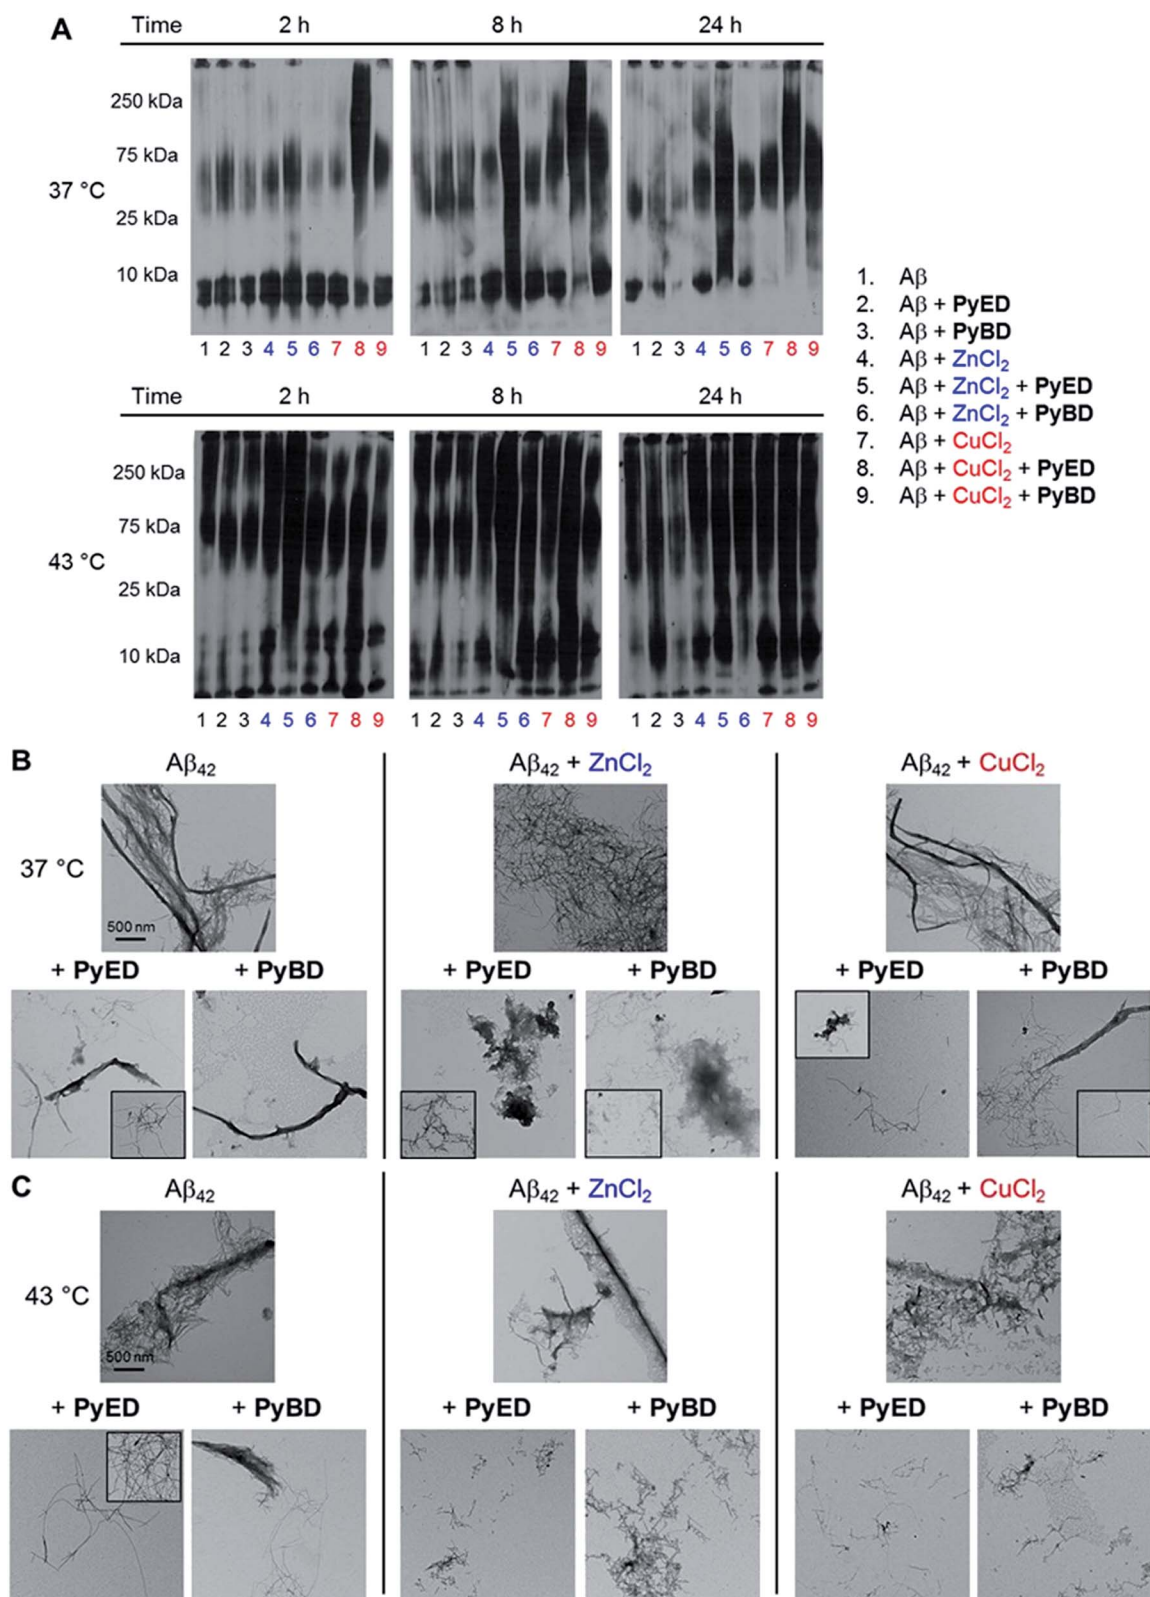 A
Time 2 h 8 h 24 h
250 kDa
75 kDa
37 °C
25 kDa
10 kDa
1 2 3 4 5 6 7 8 9 1 2 3 4 5 6 7 8 9 1 2 3 4 5 6 7 8 9
1. Aβ
2. Aβ + PyED
3. Aβ + PyBD
4. Aβ + ZnCl₂
5. Aβ + ZnCl₂ + PyED
6. Aβ + ZnCl₂ + PyBD
7. Aβ + CuCl₂
8. Aβ + CuCl₂ + PyED
9. Aβ + CuCl₂ + PyBD
Time 2 h 8 h 24 h
250 kDa
75 kDa
43 °C
25 kDa
10 kDa
1 2 3 4 5 6 7 8 9 1 2 3 4 5 6 7 8 9 1 2 3 4 5 6 7 8 9
B Aβ₄₂ Aβ₄₂ + ZnCl₂ Aβ₄₂ + CuCl₂
37 °C
500 nm
+ PyED + PyBD + PyED + PyBD + PyED + PyBD
C Aβ₄₂ Aβ₄₂ + ZnCl₂ Aβ₄₂ + CuCl₂
43 °C
500 nm
+ PyED + PyBD + PyED + PyBD + PyED + PyBD